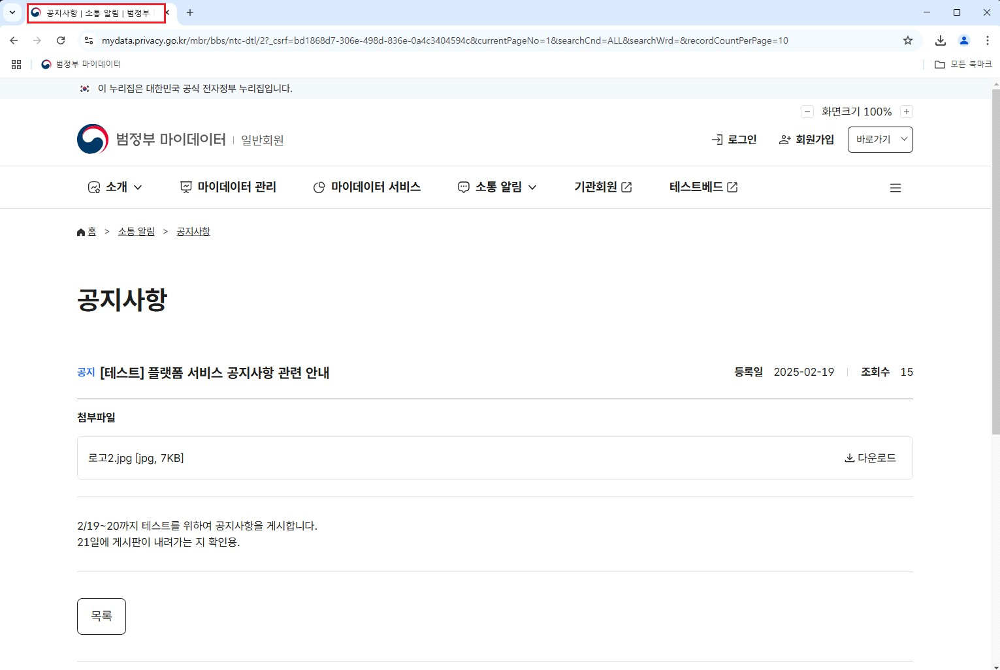 공지사항 | 소통 알림 | 범정부
mydata.privacy.go.kr/mbr/bbs/ntc-dtl/2?_csrf=bd1868d7-306e-498d-836e-0a4c3404594c&currentPageNo=1&searchCnd=ALL&searchWrd=&recordCountPerPage=10
범정부 마이데이터 모든 북마크
이 누리집은 대한민국 공식 전자정부 누리집입니다.
화면크기 100%
범정부 마이데이터 일반회원 로그인 회원가입 바로가기
소개 마이데이터 관리 마이데이터 서비스 소통 알림 기관회원 테스트베드
홈 > 소통 알림 > 공지사항
공지사항
공지 [테스트] 플랫폼 서비스 공지사항 관련 안내 등록일 2025-02-19 조회수 15
첨부파일
로고2.jpg [jpg, 7KB] 다운로드
2/19~20까지 테스트를 위하여 공지사항을 게시합니다.
21일에 게시판이 내려가는 지 확인용.
목록